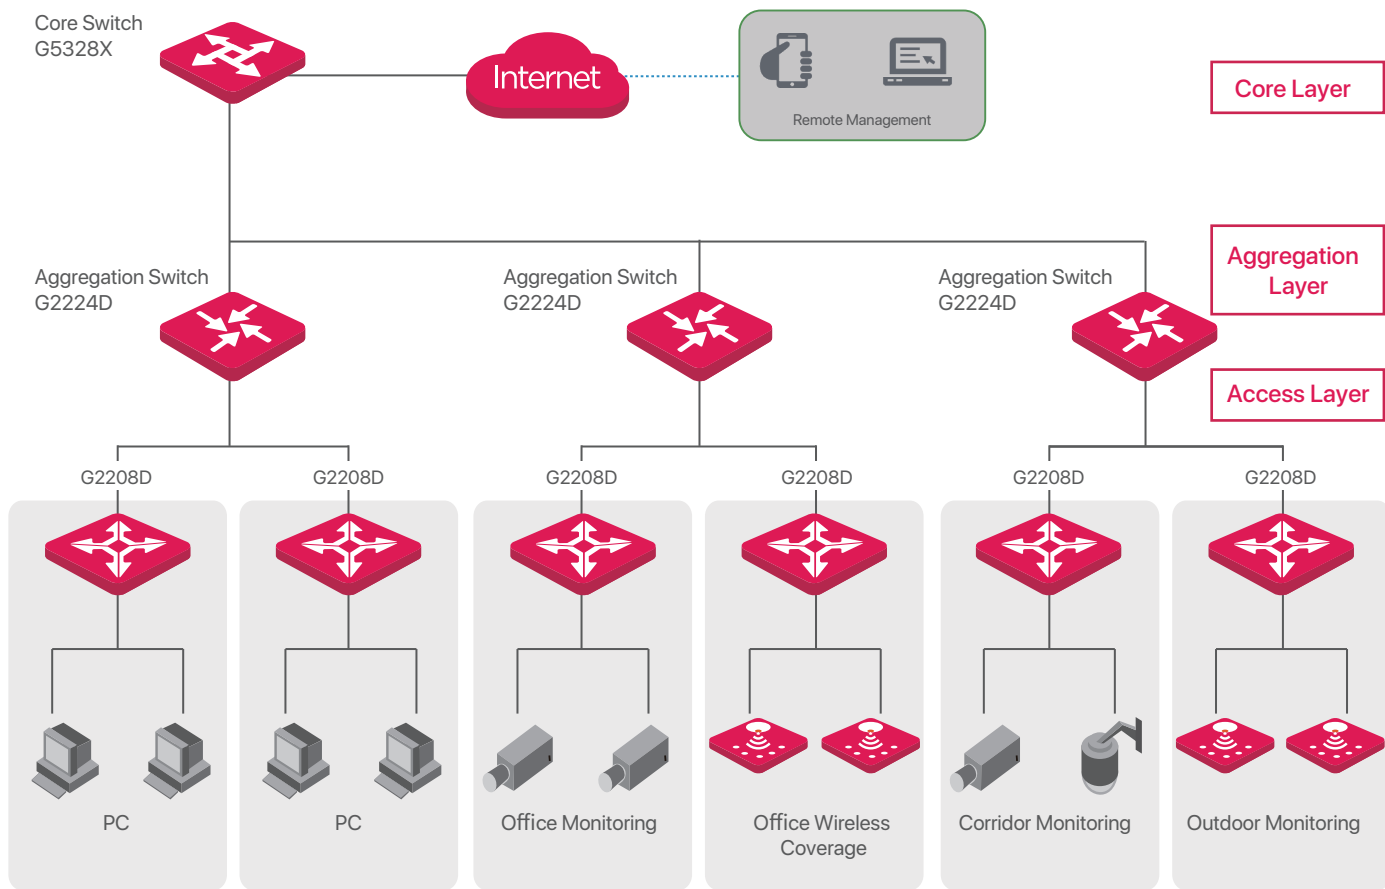 Core Switch
G5328X
Internet
Remote Management
Core Layer
Aggregation Switch
G2224D
Aggregation Switch
G2224D
Aggregation Switch
G2224D
Aggregation
Layer
Access Layer
G2208D
G2208D
G2208D
G2208D
G2208D
G2208D
PC
PC
Office Monitoring
Office Wireless
Coverage
Corridor Monitoring
Outdoor Monitoring